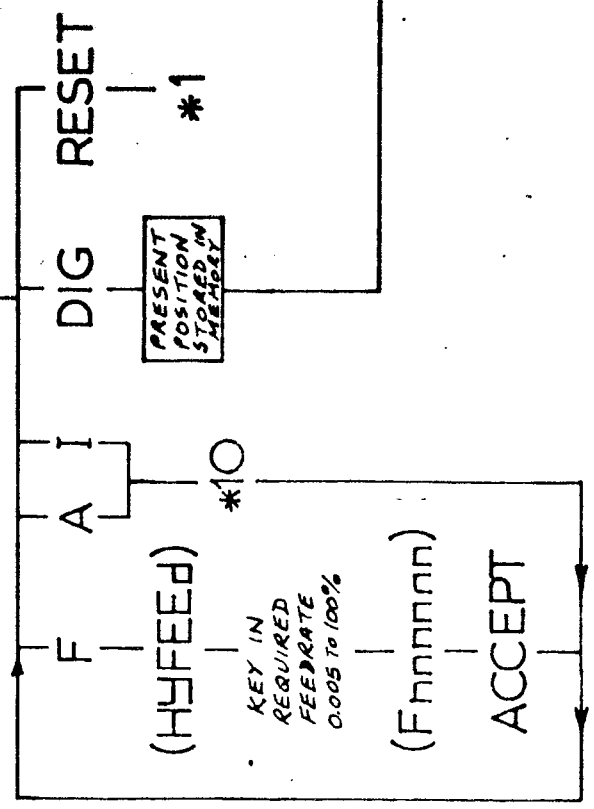 F
A
I
DIG
RESET
(HYFEEd)
KEY IN
REQUIRED
FEEDRATE
0.005 TO 100%
(Fnnnnnn)
ACCEPT
*10
PRESENT
POSITION
STORED IN
MEMORY
*1